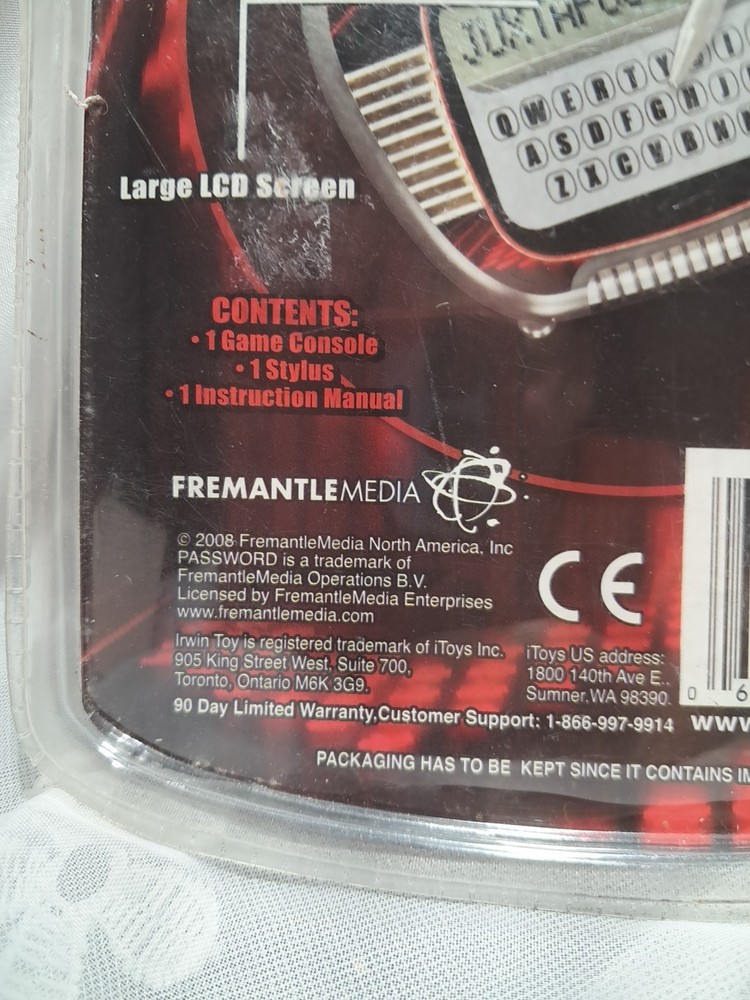 Q W E R T Y
A S D F G H J
Z X C V B N
Large LCD Screen
CONTENTS:
• 1 Game Console
• 1 Stylus
• 1 Instruction Manual
FREMANTLEMEDIA
© 2008 FremantleMedia North America, Inc
PASSWORD is a trademark of
FremantleMedia Operations B.V.
Licensed by FremantleMedia Enterprises
www.fremantlemedia.com
CE
Irwin Toy is registered trademark of iToys Inc.
905 King Street West, Suite 700,
Toronto, Ontario M6K 3G9.
iToys US address:
1800 140th Ave E..
Sumner,WA 98390.
0 6
90 Day Limited Warranty,Customer Support: 1-866-997-9914 www
PACKAGING HAS TO BE KEPT SINCE IT CONTAINS